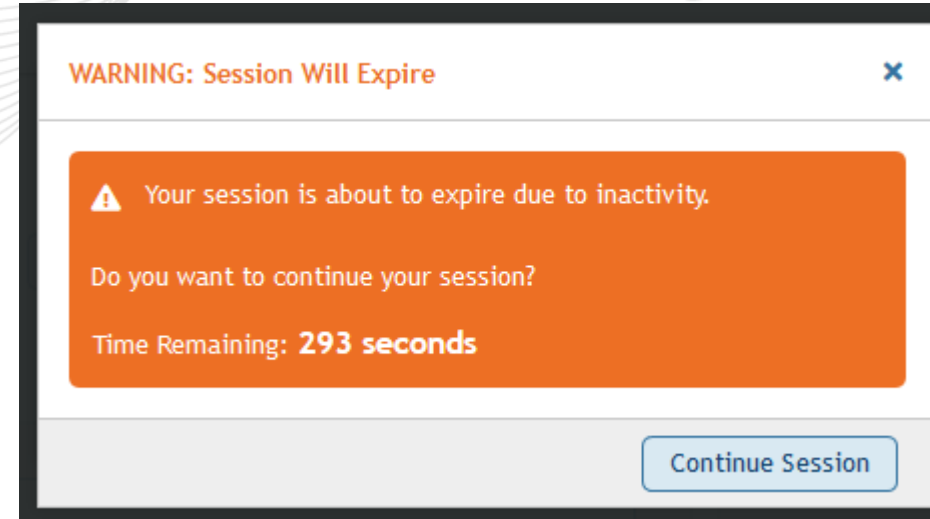 WARNING: Session Will Expire
Your session is about to expire due to inactivity.
Do you want to continue your session?
Time Remaining: 293 seconds
Continue Session